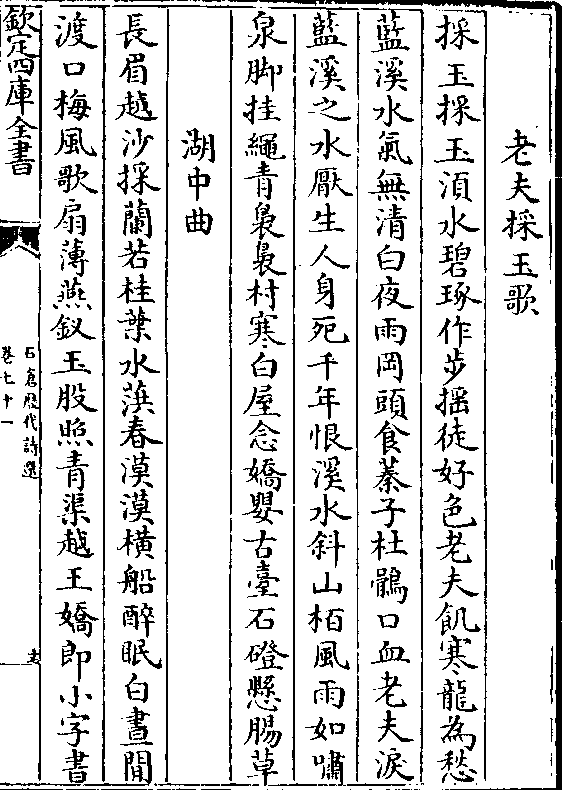 老夫採玉歌
採玉採玉湏水碧琢作步揺徒好色老夫飢寒龍為愁
藍溪水氣無清白夜雨岡頭食蓁子杜鵑口血老夫淚
藍溪之水厭生人身死千年恨溪水斜山栢風雨如嘯
泉脚挂繩青裊裊村寒白屋念嬌嬰古臺石磴懸腸草
湖中曲
長眉越沙採蘭若桂葉水葓春漠漠横船醉眠白晝閒
渡口梅風歌扇薄燕釵玉股照青渠越王嬌郎小字書
欽定四庫全書
石倉歴代詩選
卷七十一